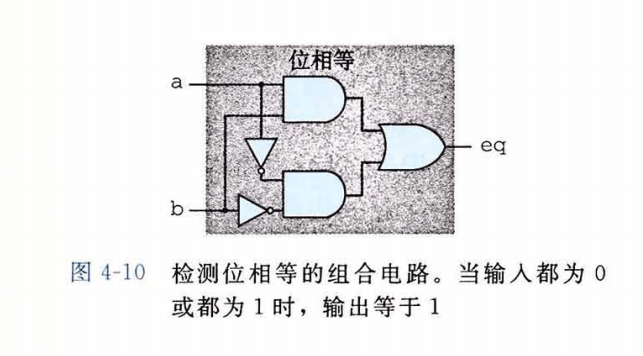 位相等
a
eq
b
图 4-10 检测位相等的组合电路。当输入都为 0
或都为 1 时，输出等于 1